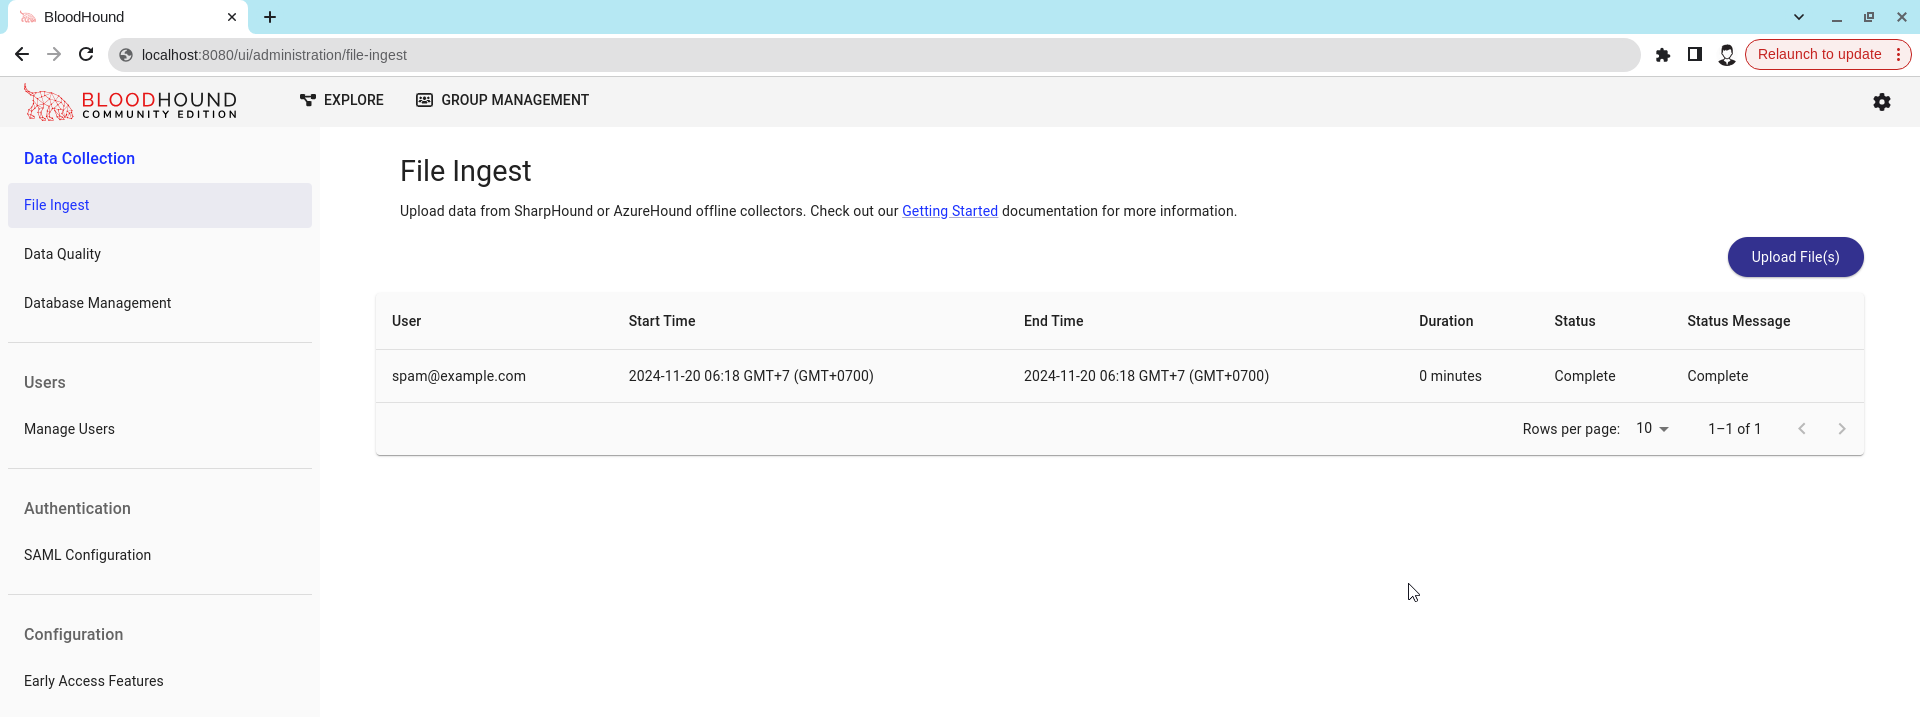 BloodHound
localhost:8080/ui/administration/file-ingest
Relaunch to update
BLOODHOUND
COMMUNITY EDITION
EXPLORE
GROUP MANAGEMENT
Data Collection
File Ingest
Data Quality
Database Management
Users
Manage Users
Authentication
SAML Configuration
Configuration
Early Access Features
File Ingest
Upload data from SharpHound or AzureHound offline collectors. Check out our Getting Started documentation for more information.
Upload File(s)
User Start Time End Time Duration Status Status Message
spam@example.com 2024-11-20 06:18 GMT+7 (GMT+0700) 2024-11-20 06:18 GMT+7 (GMT+0700) 0 minutes Complete Complete
Rows per page: 10 1–1 of 1